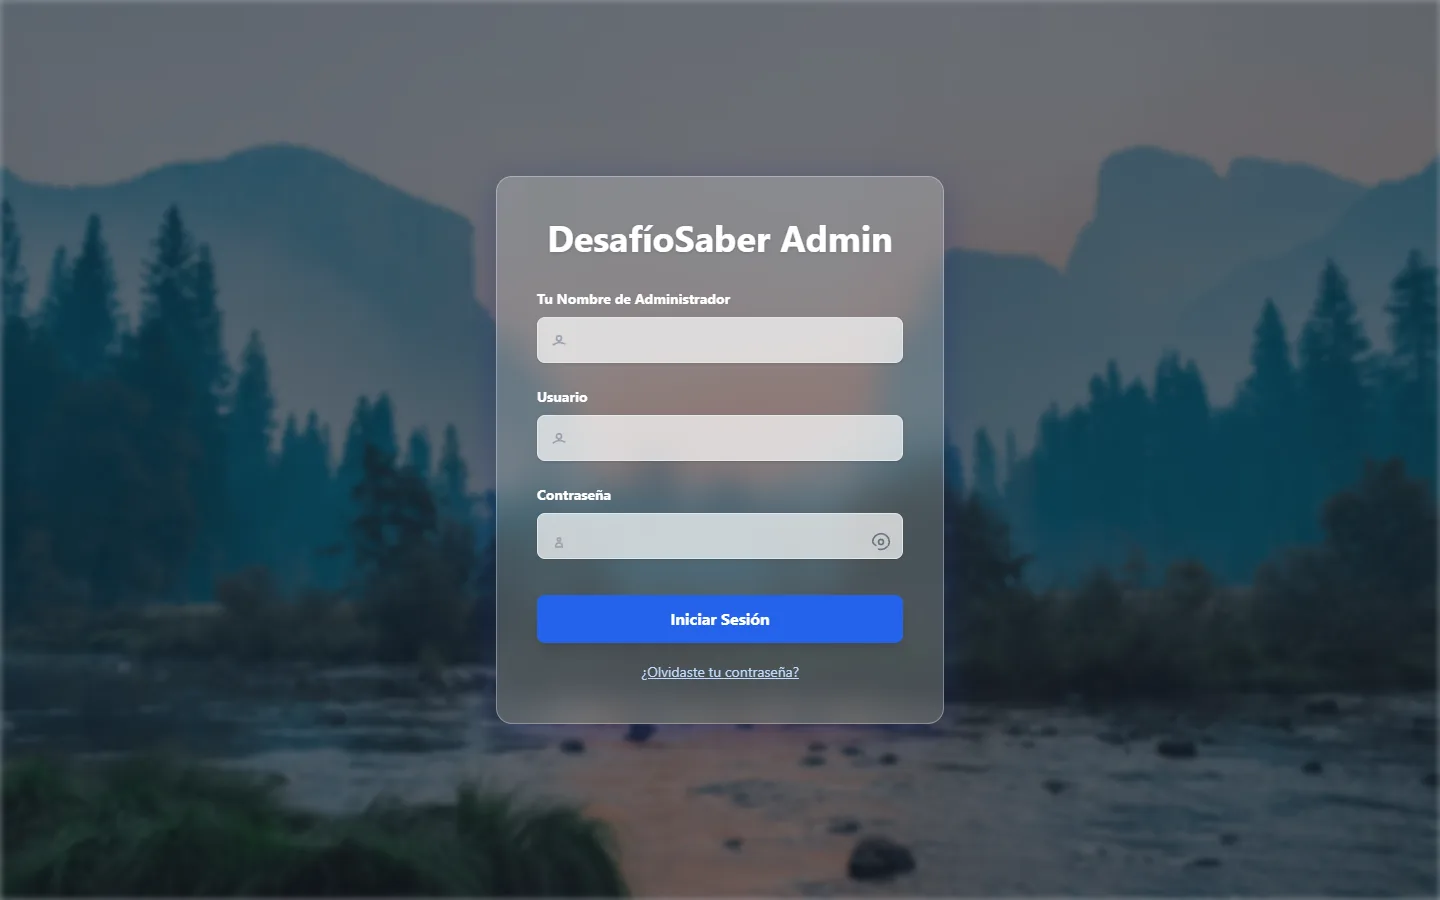 DesafíoSaber Admin
Tu Nombre de Administrador
Usuario
Contraseña
Iniciar Sesión
¿Olvidaste tu contraseña?